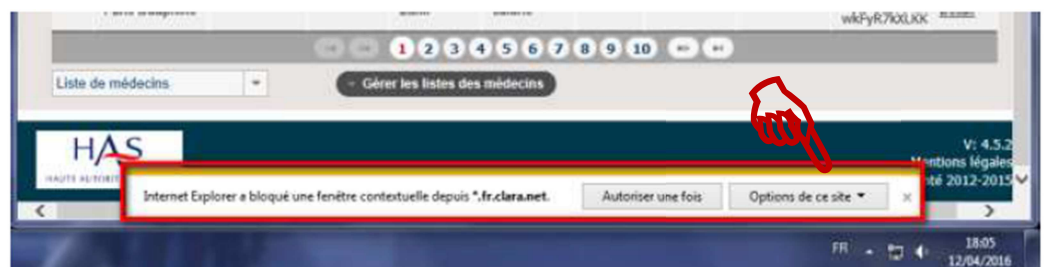 wkFyR7kXLKK
1 2 3 4 5 6 7 8 9 10
Liste de médecins
Gérer les listes des médecins
HAS
V: 4.5.2
Mentions légales
té 2012-2015
Internet Explorer a bloqué une fenêtre contextuelle depuis *.fr.clara.net. Autoriser une fois Options de ce site
FR 18:05
12/04/2016